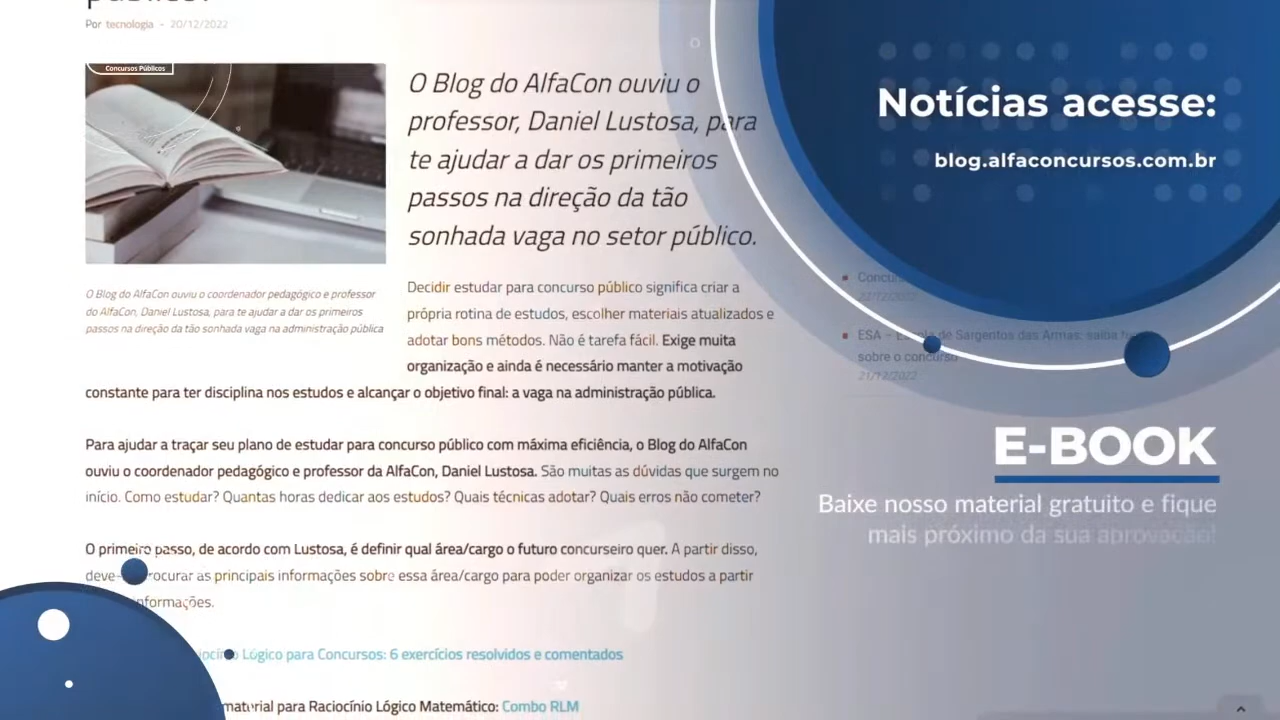 público?
Por tecnologia - 20/12/2022
Concursos Públicos
O Blog do AlfaCon ouviu o
professor, Daniel Lustosa, para
te ajudar a dar os primeiros
passos na direção da tão
sonhada vaga no setor público.
O Blog do AlfaCon ouviu o coordenador pedagógico e professor
do AlfaCon, Daniel Lustosa, para te ajudar a dar os primeiros
passos na direção da tão sonhada vaga na administração pública
Decidir estudar para concurso público significa criar a
própria rotina de estudos, escolher materiais atualizados e
adotar bons métodos. Não é tarefa fácil. Exige muita
organização e ainda é necessário manter a motivação
constante para ter disciplina nos estudos e alcançar o objetivo final: a vaga na administração pública.
Para ajudar a traçar seu plano de estudar para concurso público com máxima eficiência, o Blog do AlfaCon
ouviu o coordenador pedagógico e professor da AlfaCon, Daniel Lustosa. São muitas as dúvidas que surgem no
início. Como estudar? Quantas horas dedicar aos estudos? Quais técnicas adotar? Quais erros não cometer?
O primeiro passo, de acordo com Lustosa, é definir qual área/cargo o futuro concurseiro quer. A partir disso,
procurar as principais informações sobre essa área/cargo para poder organizar os estudos a partir
informações.
Lógico para Concursos: 6 exercícios resolvidos e comentados
material para Raciocínio Lógico Matemático: Combo RLM
Notícias acesse:
blog.alfaconcursos.com.br
22/12/2022
ESA – Escola de Sargentos das Armas: saiba
sobre o concurso
21/12/2022
E-BOOK
Baixe nosso material gratuito e fique
mais próximo da sua aprovação!